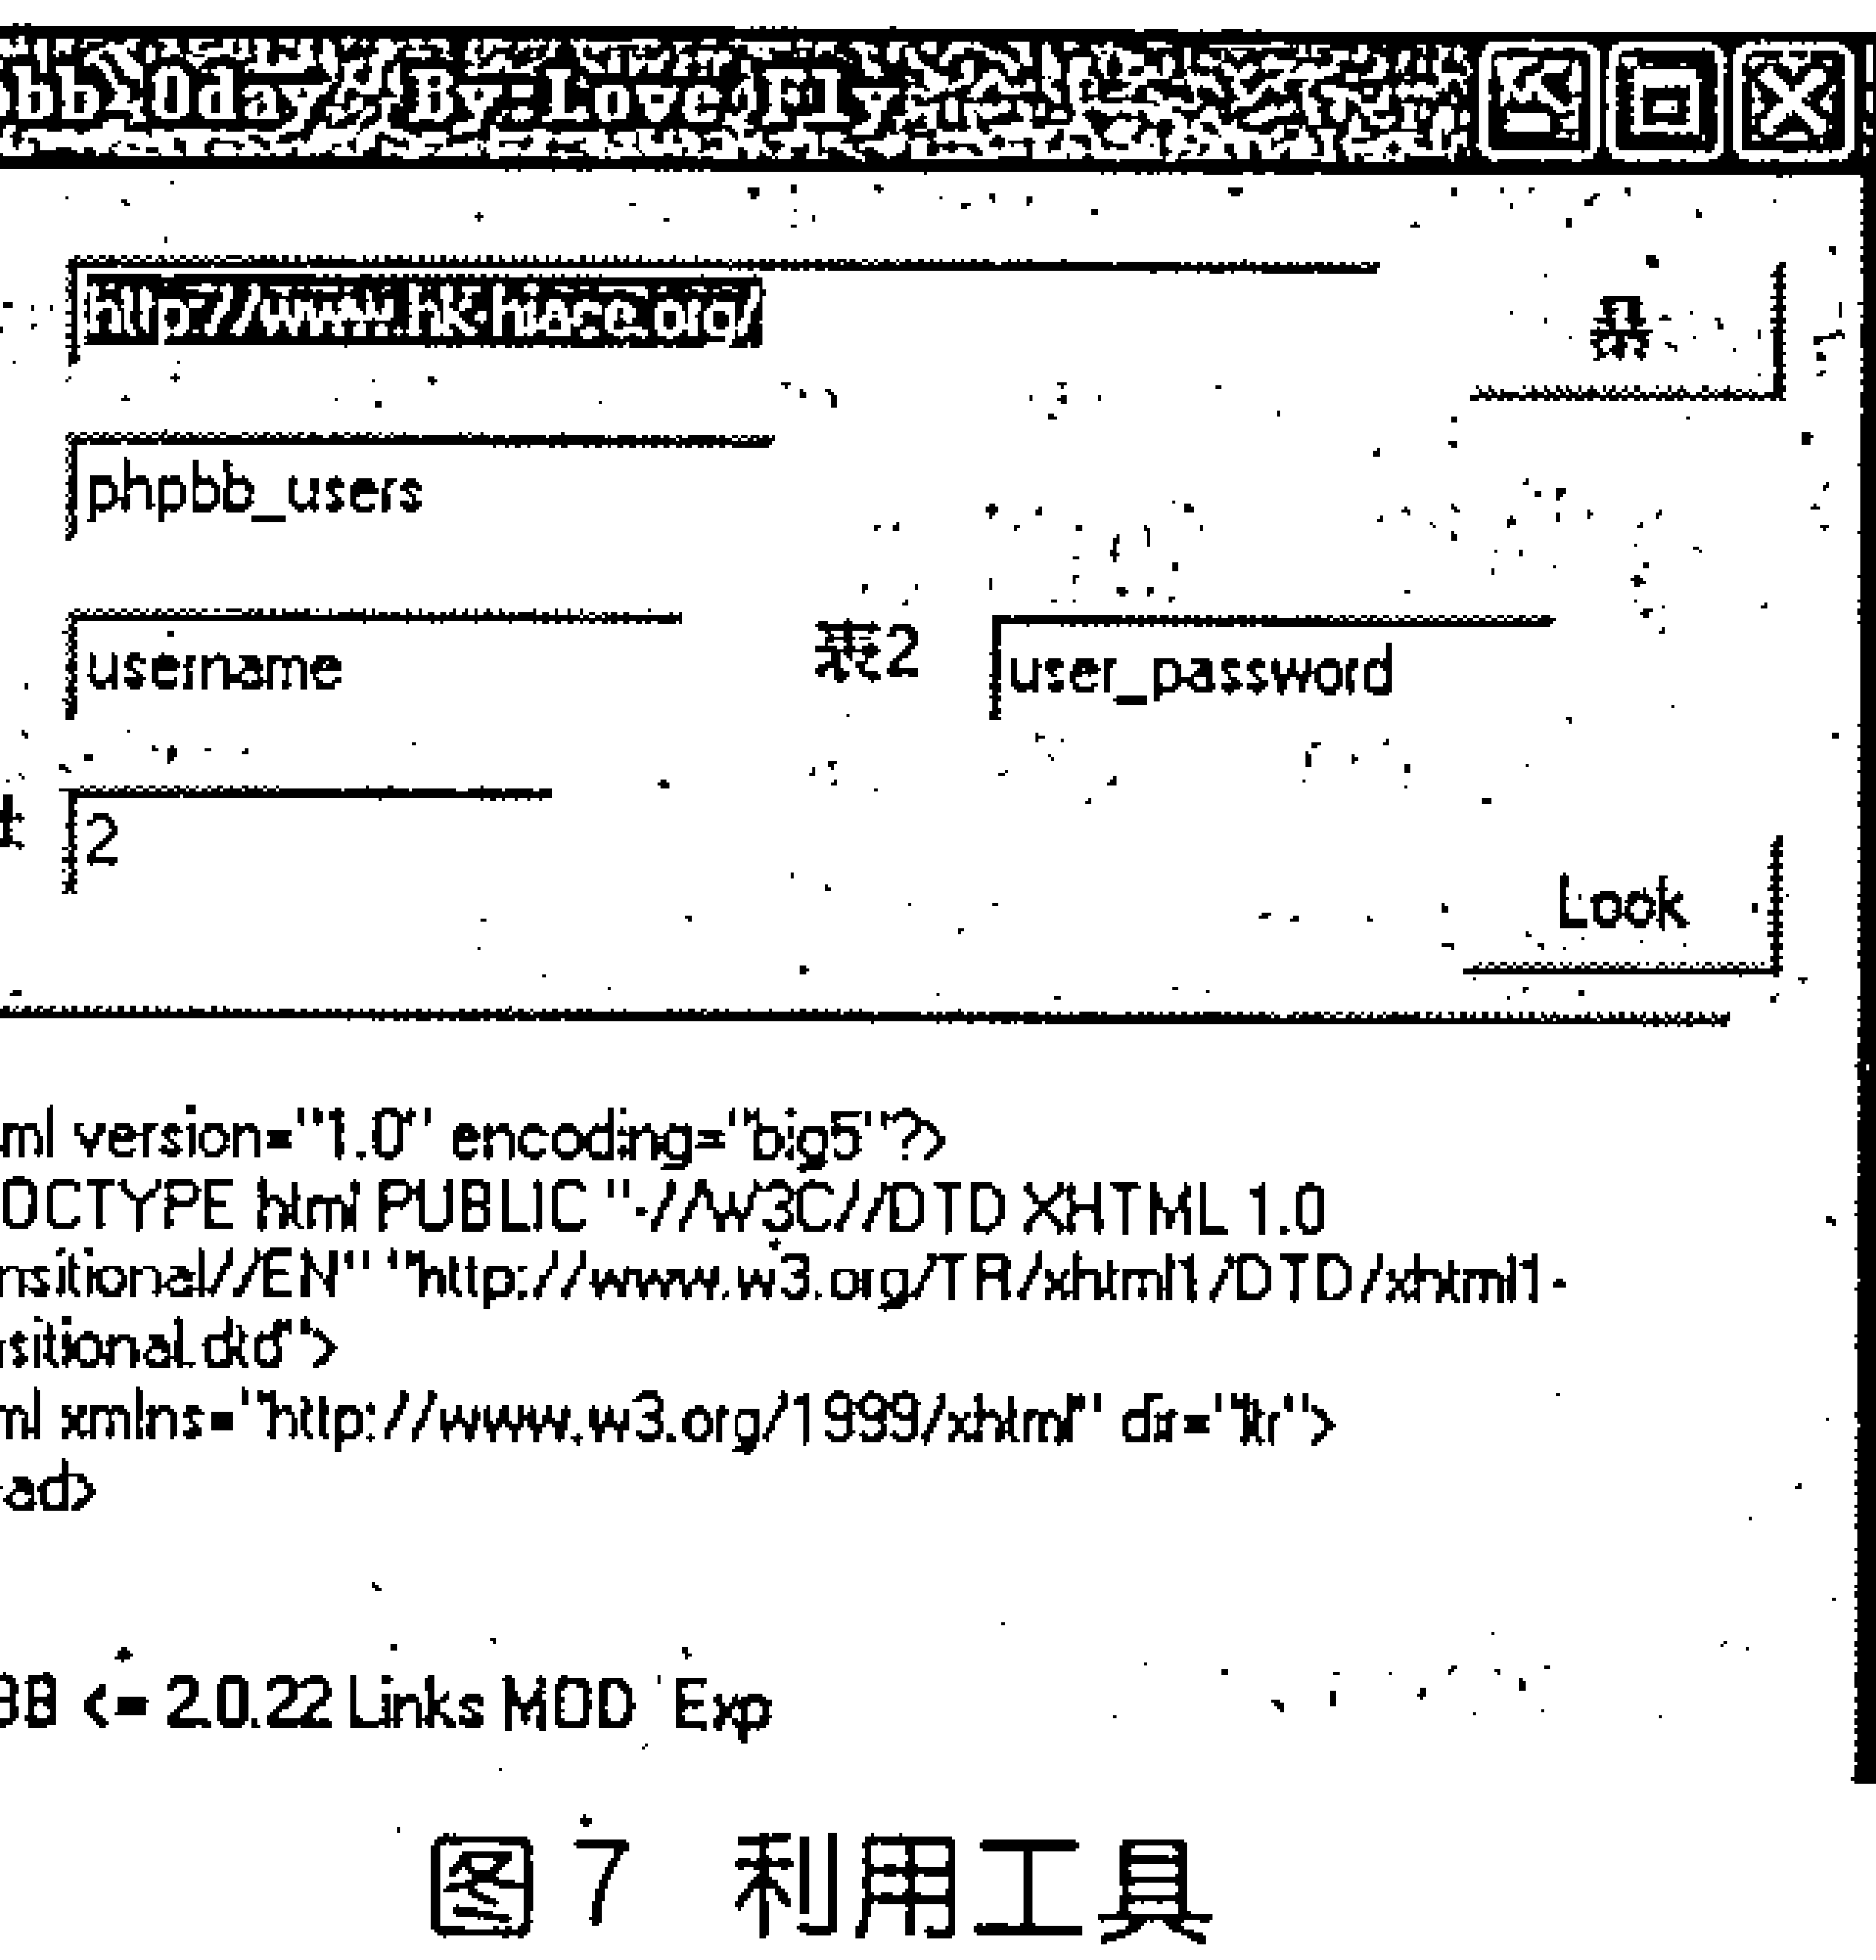 bb 0day By Love Fly
http://www.hk-hiace.org/
phpbb_users
username 表2 user_password
2
Look
ml version="1.0" encoding="big5"?>
OCTYPE html PUBLIC "-//W3C//DTD XHTML 1.0
nsitional//EN" "http://www.w3.org/TR/xhtml1/DTD/xhtml1-
sitional.dtd">
ml xmlns="http://www.w3.org/1999/xhtml" dir="ltr">
ad>
BB <= 2.0.22 Links MOD Exp
图 7 利用工具